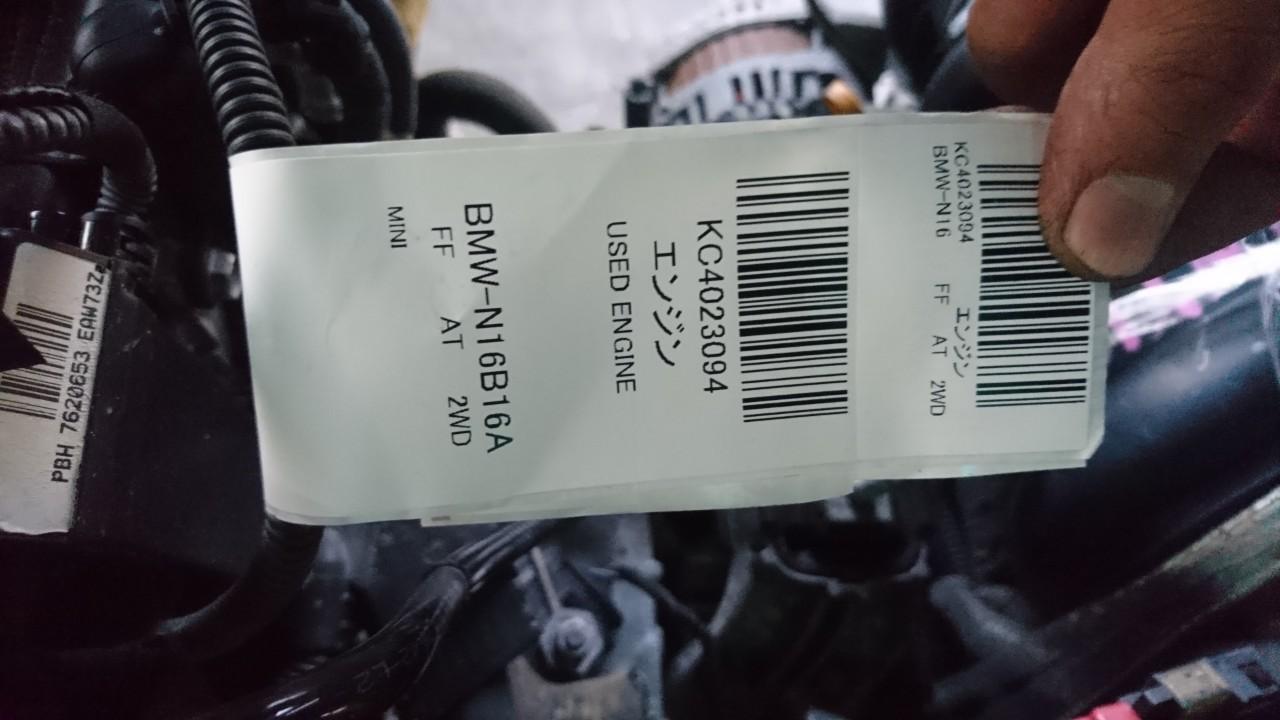 KC4023094
BMW-N16 FF エンジン AT 2WD
KC4023094
エンジン
USED ENGINE
BMW-N16B16A
FF AT 2WD
MINI
PBH 7620653 EAW73Z